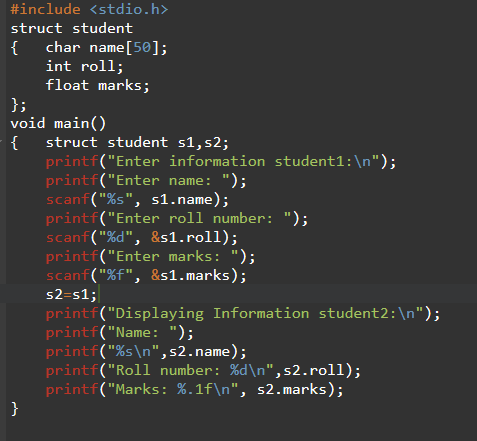 #include <stdio.h>
struct student
{   char name[50];
    int roll;
    float marks;
};
void main()
{   struct student s1,s2;
    printf("Enter information student1:\n");
    printf("Enter name: ");
    scanf("%s", s1.name);
    printf("Enter roll number: ");
    scanf("%d", &s1.roll);
    printf("Enter marks: ");
    scanf("%f", &s1.marks);
    s2=s1;
    printf("Displaying Information student2:\n");
    printf("Name: ");
    printf("%s\n",s2.name);
    printf("Roll number: %d\n",s2.roll);
    printf("Marks: %.1f\n", s2.marks);
}